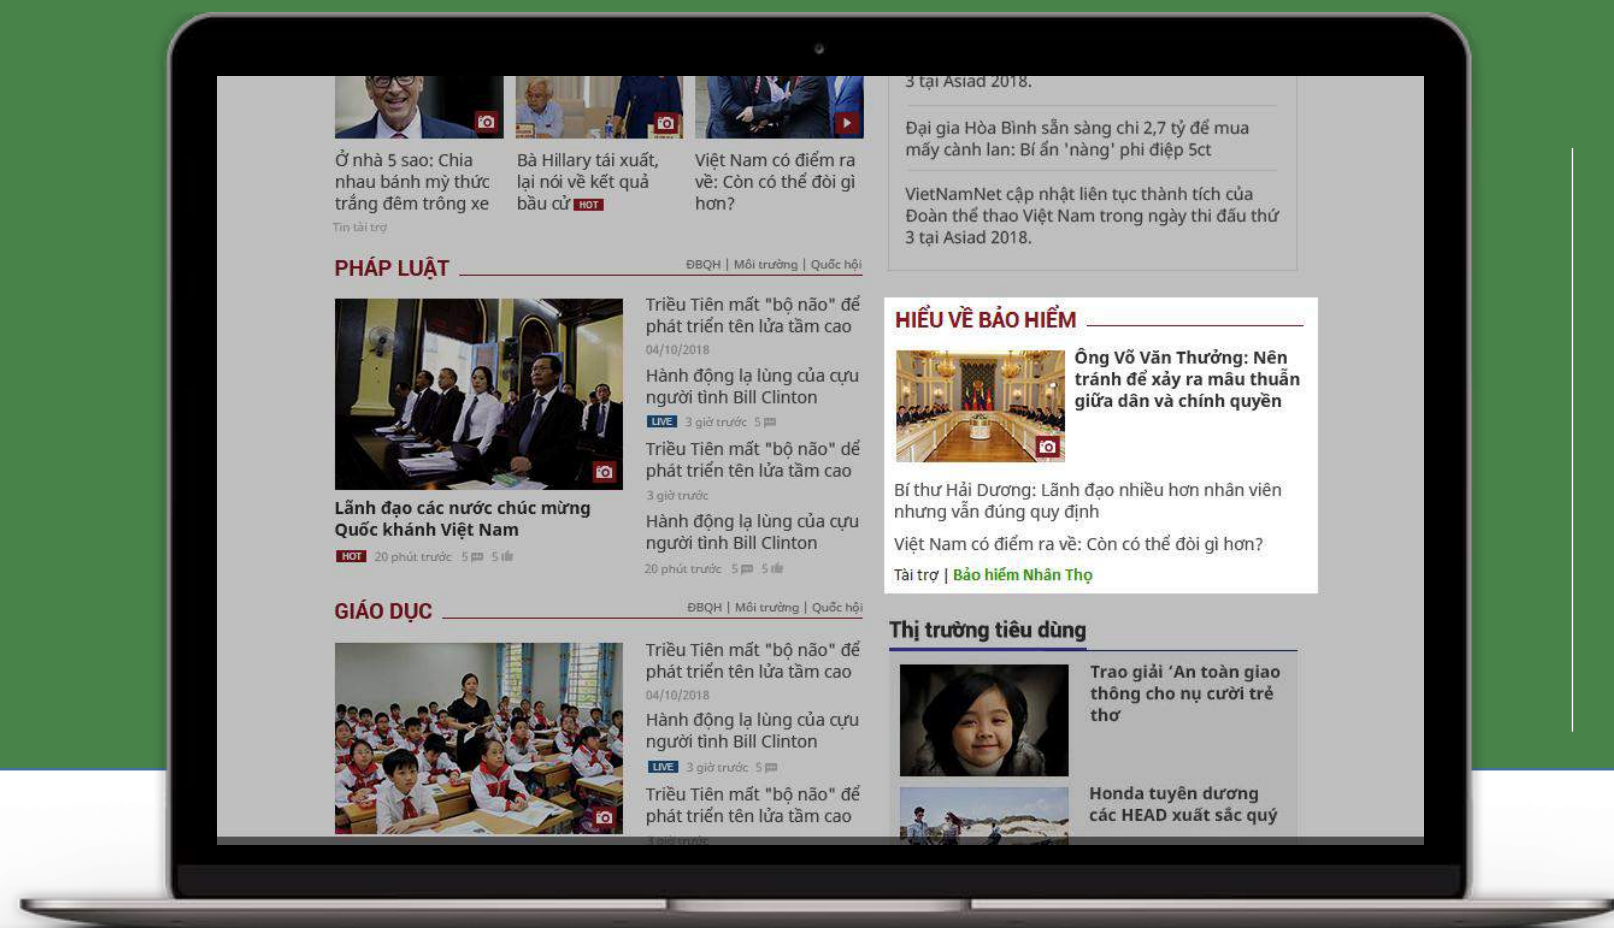 Ở nhà 5 sao: Chia
nhau bánh mỳ thức
trắng đêm trông xe
Tin tài trợ
Bà Hillary tái xuất,
lại nói về kết quả
bầu cử HOT
Việt Nam có điểm ra
về: Còn có thể đòi gì
hơn?
PHÁP LUẬT
ĐBQH | Môi trường | Quốc hội
Lãnh đạo các nước chúc mừng
Quốc khánh Việt Nam
HOT 20 phút trước 5 5
Triều Tiên mất "bộ não" để
phát triển tên lửa tầm cao
04/10/2018
Hành động lạ lùng của cựu
người tình Bill Clinton
LIVE 3 giờ trước 5
Triều Tiên mất "bộ não" dể
phát triển tên lửa tầm cao
3 giờ trước
Hành động lạ lùng của cựu
người tình Bill Clinton
20 phút trước 5 5
GIÁO DỤC
ĐBQH | Môi trường | Quốc hội
Triều Tiên mất "bộ não" để
phát triển tên lửa tầm cao
04/10/2018
Hành động lạ lùng của cựu
người tình Bill Clinton
LIVE 3 giờ trước 5
Triều Tiên mất "bộ não" để
phát triển tên lửa tầm cao
3 giờ trước
3 tại Asiad 2018.
Đại gia Hòa Bình sẵn sàng chi 2,7 tỷ để mua
mấy cành lan: Bí ẩn 'nàng' phi điệp 5ct
VietNamNet cập nhật liên tục thành tích của
Đoàn thể thao Việt Nam trong ngày thi đấu thứ
3 tại Asiad 2018.
HIỂU VỀ BẢO HIỂM
Ông Võ Văn Thưởng: Nên
tránh để xảy ra mâu thuẫn
giữa dân và chính quyền
Bí thư Hải Dương: Lãnh đạo nhiều hơn nhân viên
nhưng vẫn đúng quy định
Việt Nam có điểm ra về: Còn có thể đòi gì hơn?
Tài trợ | Bảo hiểm Nhân Thọ
Thị trường tiêu dùng
Trao giải ‘An toàn giao
thông cho nụ cười trẻ
thơ
Honda tuyên dương
các HEAD xuất sắc quý